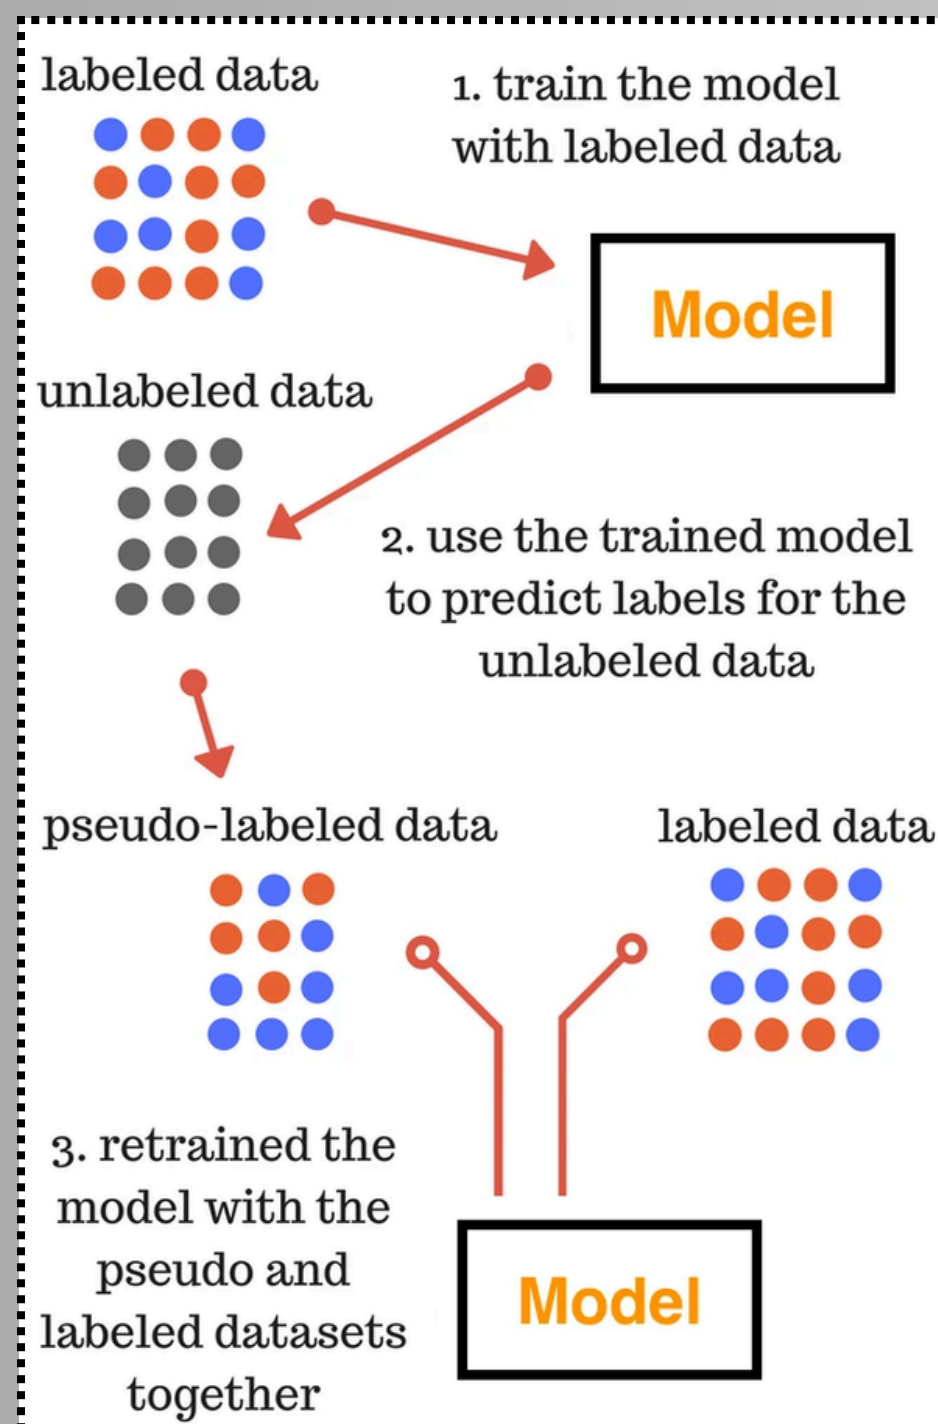 labeled data
1. train the model
with labeled data
Model
unlabeled data
2. use the trained model
to predict labels for the
unlabeled data
pseudo-labeled data
labeled data
3. retrained the
model with the
pseudo and
labeled datasets
together
Model